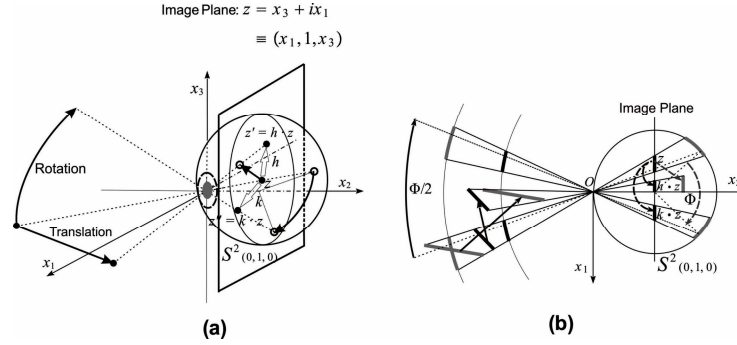 Image Plane: z = x₃ + ix₁
≡ (x₁, 1, x₃)
x₃
Rotation
Translation
x₁
z' = h · z
h
z
k
z' = k · z
x₂
S²(0,1,0)
(a)
Image Plane
Φ/2
O
z
h · z
Φ
k · z
x₁
S²(0,1,0)
(b)